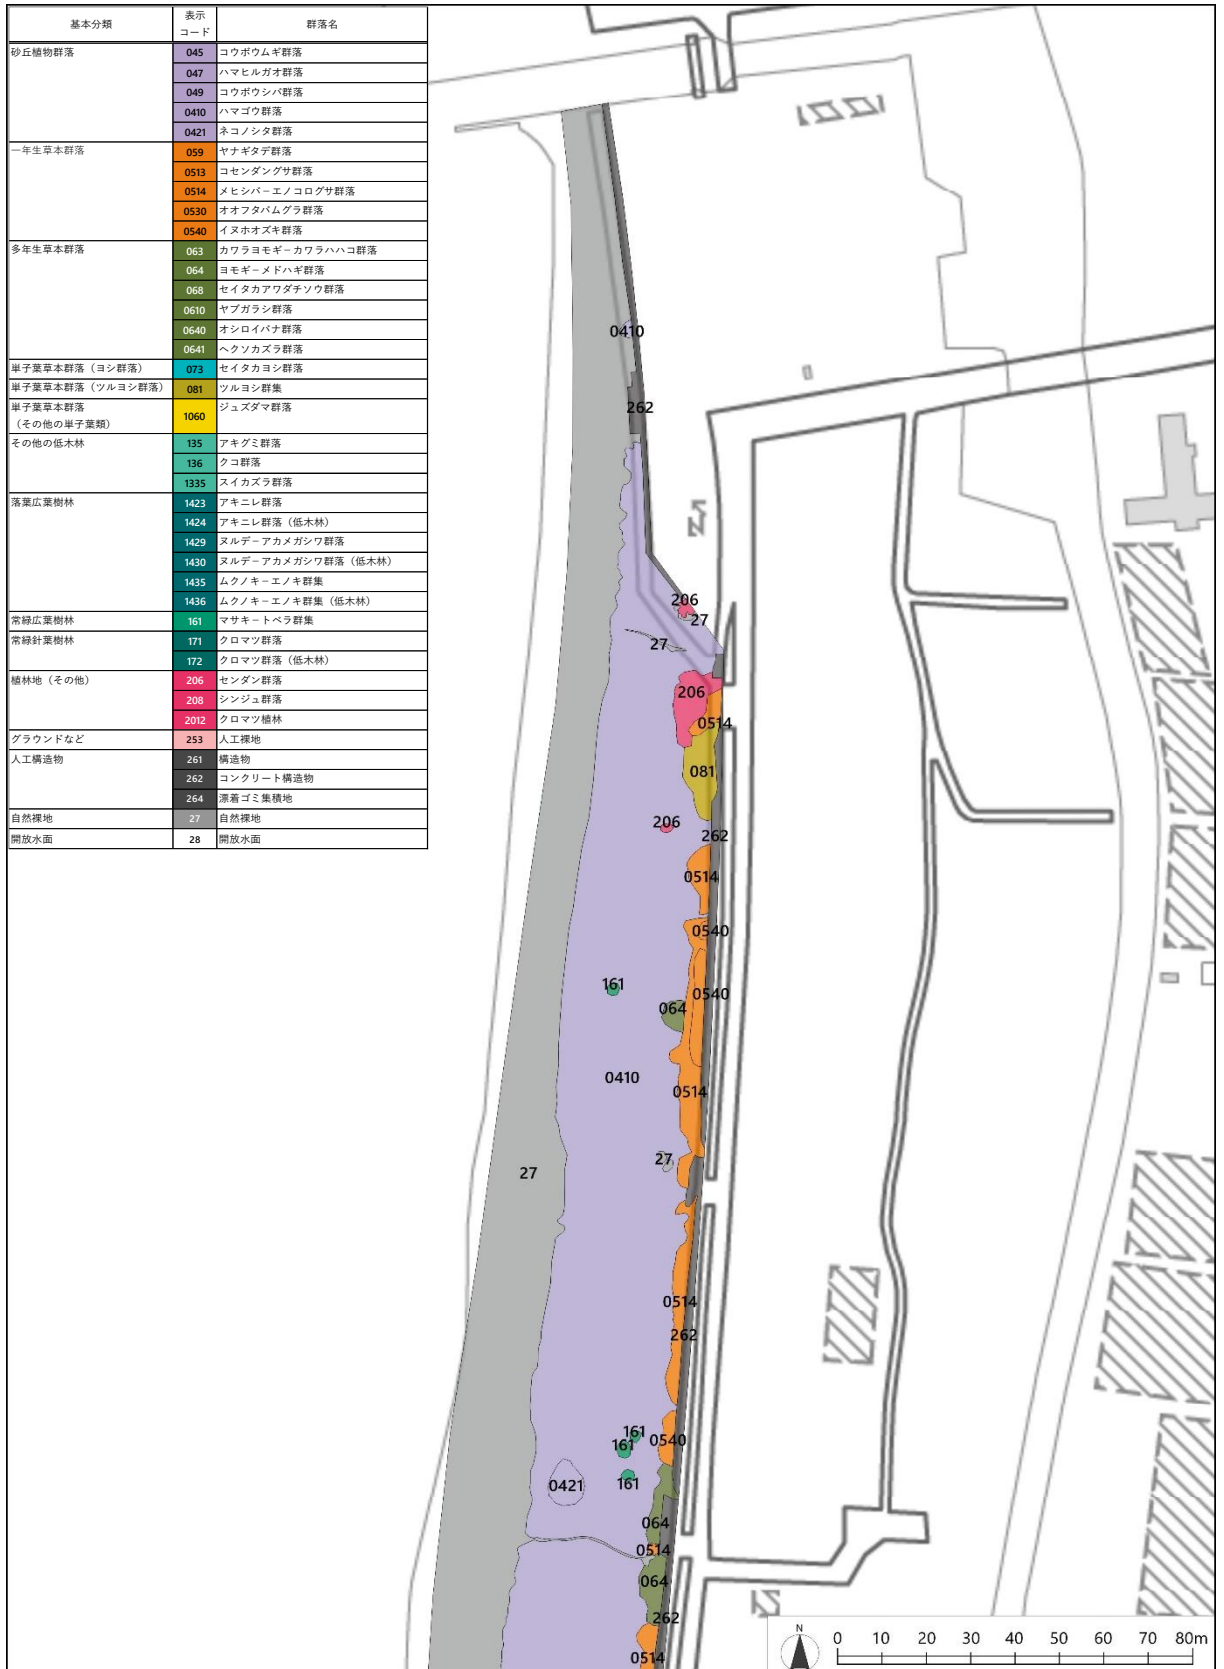 基本分類 表示コード 群落名
砂丘植物群落 045 コウボウムギ群落
047 ハマヒルガオ群落
049 コウボウシバ群落
0410 ハマゴウ群落
0421 ネコノシタ群落
一年生草本群落 059 ヤナギタデ群落
0513 コセンダングサ群落
0514 メヒシバ－エノコログサ群落
0530 オオフタバムグラ群落
0540 イヌホオズキ群落
多年生草本群落 063 カワラヨモギ－カワラハハコ群落
064 ヨモギ－メドハギ群落
068 セイタカアワダチソウ群落
0610 ヤブガラシ群落
0640 オシロイバナ群落
0641 ヘクソカズラ群落
単子葉草本群落（ヨシ群落） 073 セイタカヨシ群落
単子葉草本群落（ツルヨシ群落） 081 ツルヨシ群集
単子葉草本群落
（その他の単子葉類） 1060 ジュズダマ群落
その他の低木林 135 アキグミ群落
136 クコ群落
1335 スイカズラ群落
落葉広葉樹林 1423 アキニレ群落
1424 アキニレ群落（低木林）
1429 ヌルデ－アカメガシワ群落
1430 ヌルデ－アカメガシワ群落（低木林）
1435 ムクノキ－エノキ群集
1436 ムクノキ－エノキ群集（低木林）
常緑広葉樹林 161 マサキ－トベラ群集
常緑針葉樹林 171 クロマツ群落
172 クロマツ群落（低木林）
植林地（その他） 206 センダン群落
208 シンジュ群落
2012 クロマツ植林
グラウンドなど 253 人工裸地
人工構造物 261 構造物
262 コンクリート構造物
264 漂着ゴミ集積地
自然裸地 27 自然裸地
開放水面 28 開放水面
0410
262
206
27
27
206
0514
081
206
262
0514
0540
161
0540
064
0410
0514
27
27
0514
262
161
0540
161
161
0421
064
0514
064
262
0514
N
0 10 20 30 40 50 60 70 80m